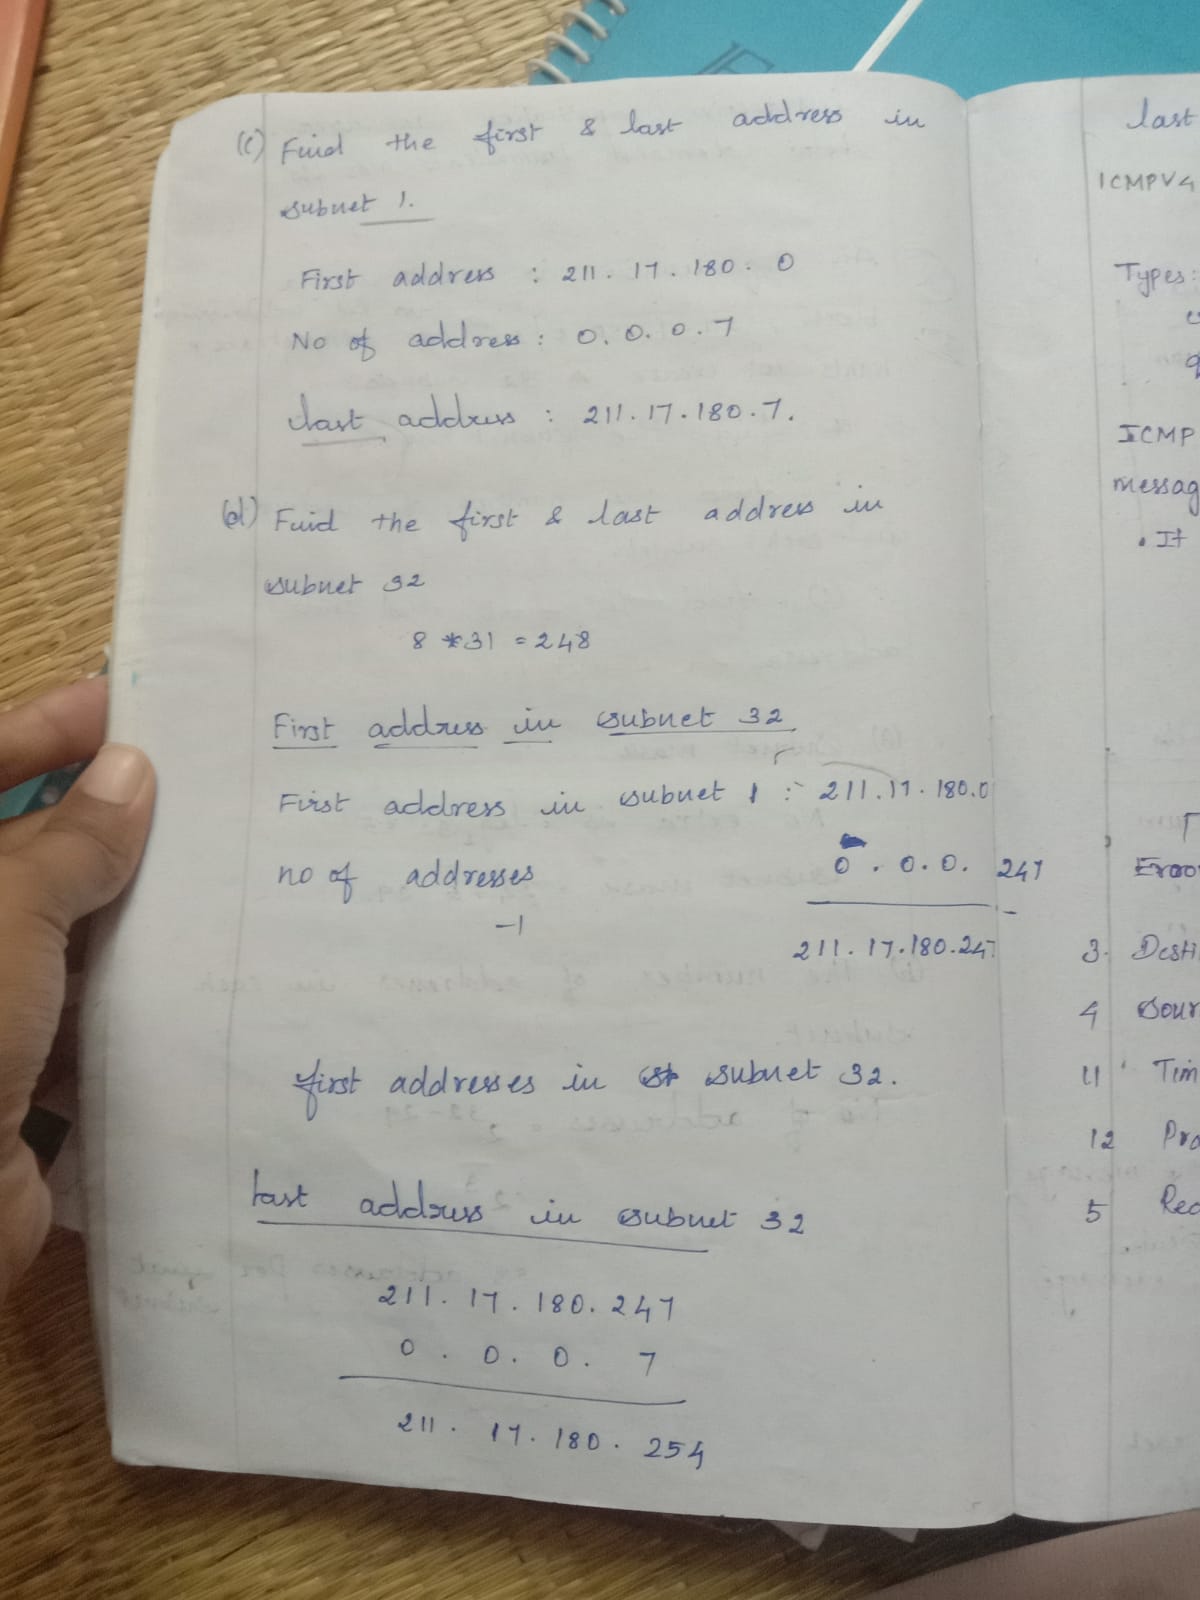 (c) Find the first & last address in
subnet 1.
First address : 211. 17. 180. 0
No of address : 0. 0. 0. 7
last address : 211. 17. 180. 7.
(d) Find the first & last address in
subnet 32
8 * 31 = 248
First address in subnet 32
First address in subnet 1 :- 211. 17. 180.0
no of addresses 0 . 0. 0. 247
-1
211. 17. 180. 247
first addresses in subnet 32.
last address in subnet 32
211. 17. 180. 247
0 . 0. 0. 7
211. 17. 180. 254
last
ICMPV4
Types:
ICMP
messag
. It
Erro
3. Desti
4 Sour
11 Tim
12 Pro
5 Red